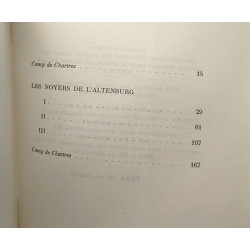 Camp de Chartres . . . . . . . . . . . . 15
LES NOYERS DE L'ALTENBURG
I . . . . . . . . . . . . . . . . . 29
II . . . . . . . . . . . . . . . . . 61
III . . . . . . . . . . . . . . . . . 107
Camp de Chartres . . . . . . . . . . . . 167